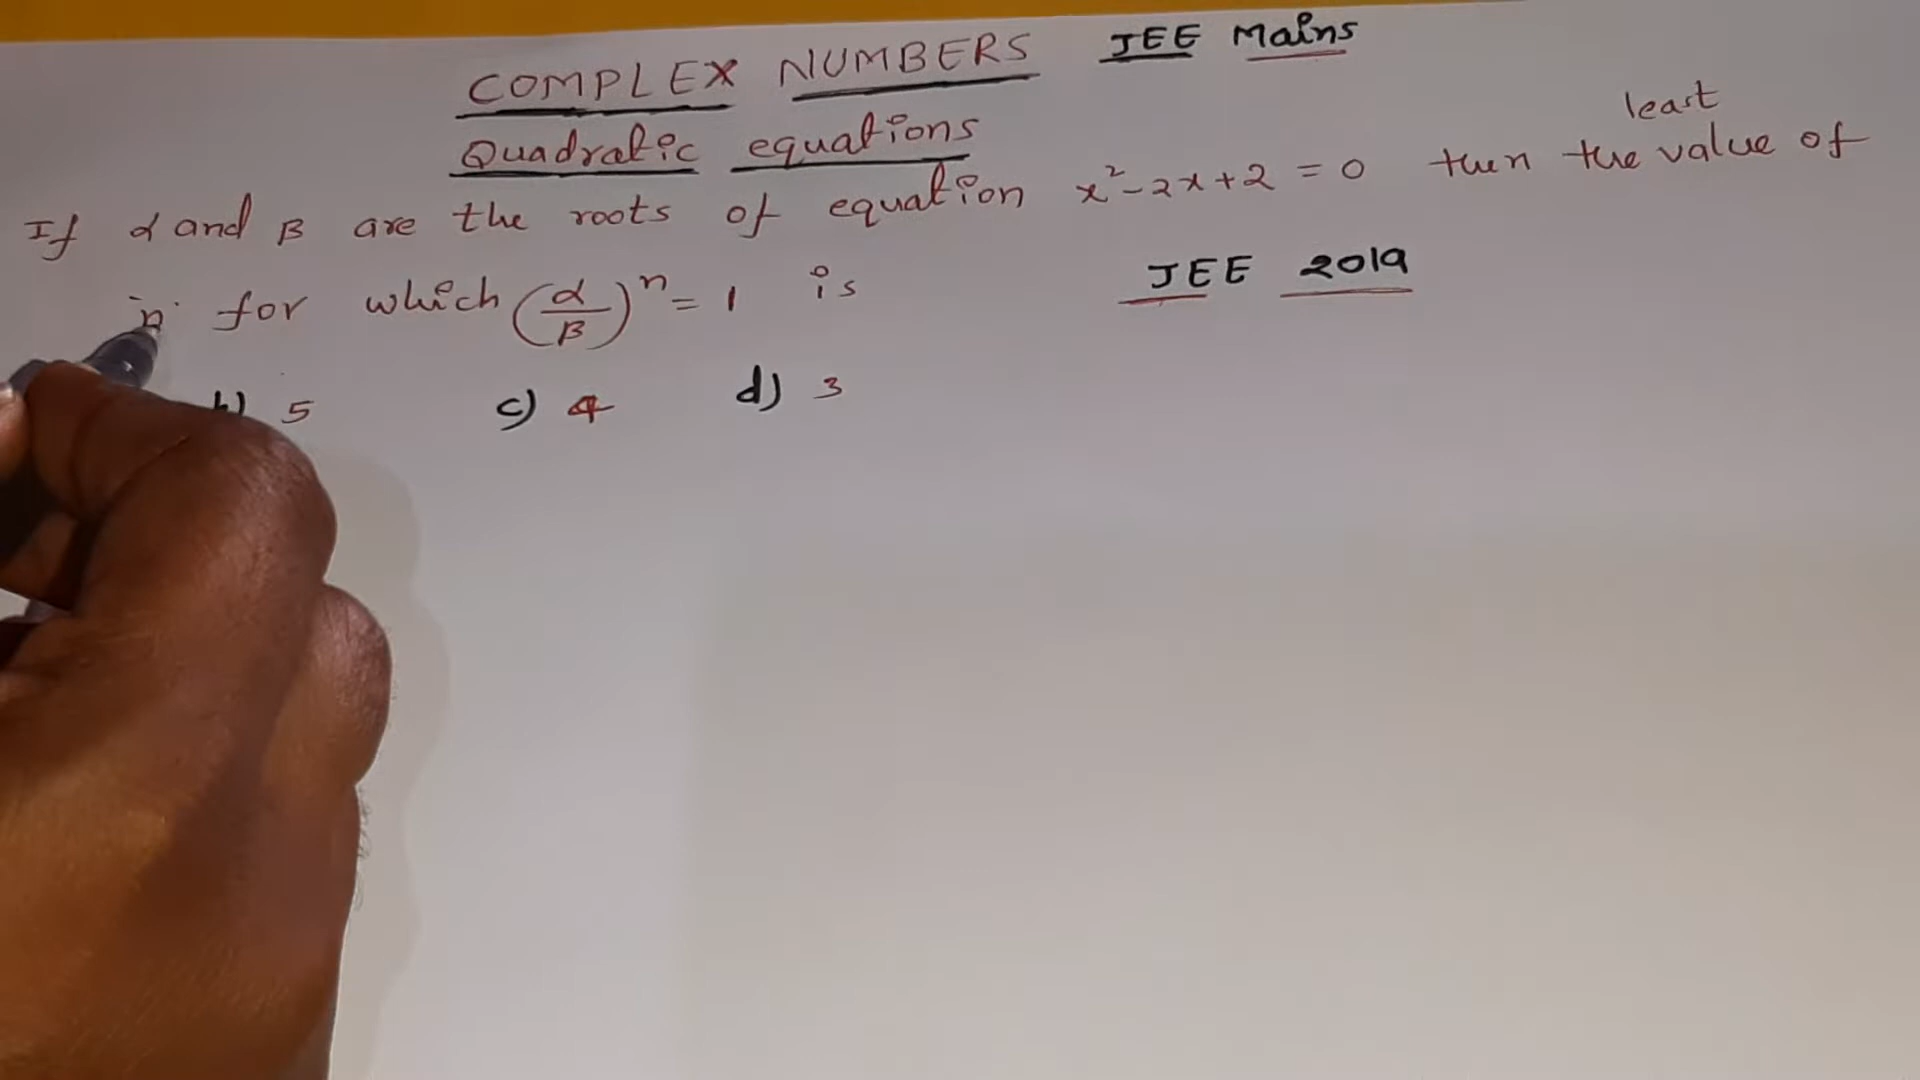 COMPLEX NUMBERS JEE Mains
Quadratic equations
least
If α and β are the roots of equation x²-2x+2=0 then the value of
'n' for which (α/β)ⁿ = 1 is
JEE 2019
b) 5 c) 4 d) 3